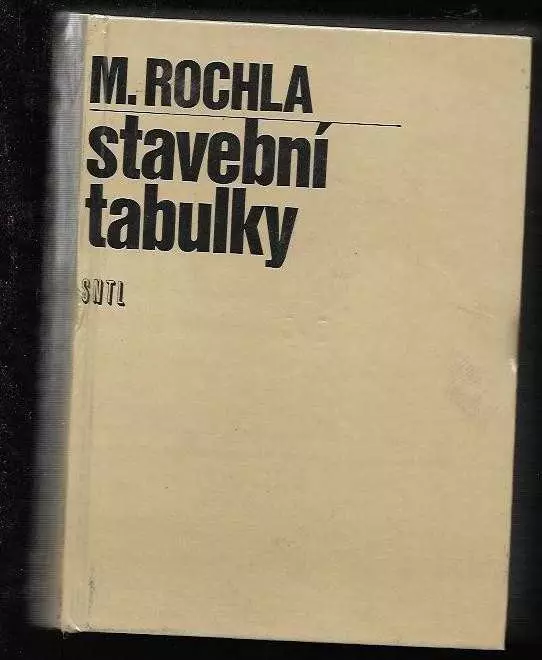 M. ROCHLA
stavební
tabulky
SNTL